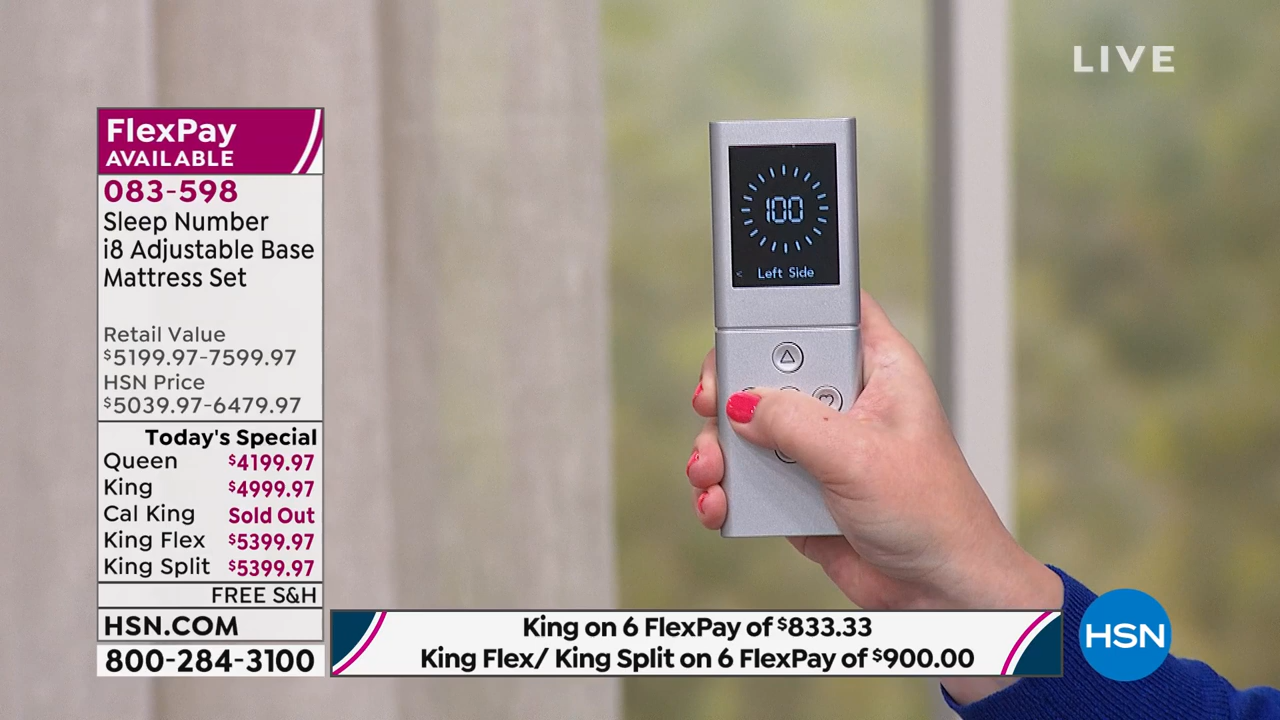 LIVE
FlexPay
AVAILABLE
083-598
Sleep Number
i8 Adjustable Base
Mattress Set
Retail Value
$5199.97-7599.97
HSN Price
$5039.97-6479.97
Today's Special
Queen $4199.97
King $4999.97
Cal King Sold Out
King Flex $5399.97
King Split $5399.97
FREE S&H
HSN.COM
800-284-3100
100
< Left Side
King on 6 FlexPay of $833.33
King Flex/ King Split on 6 FlexPay of $900.00
HSN